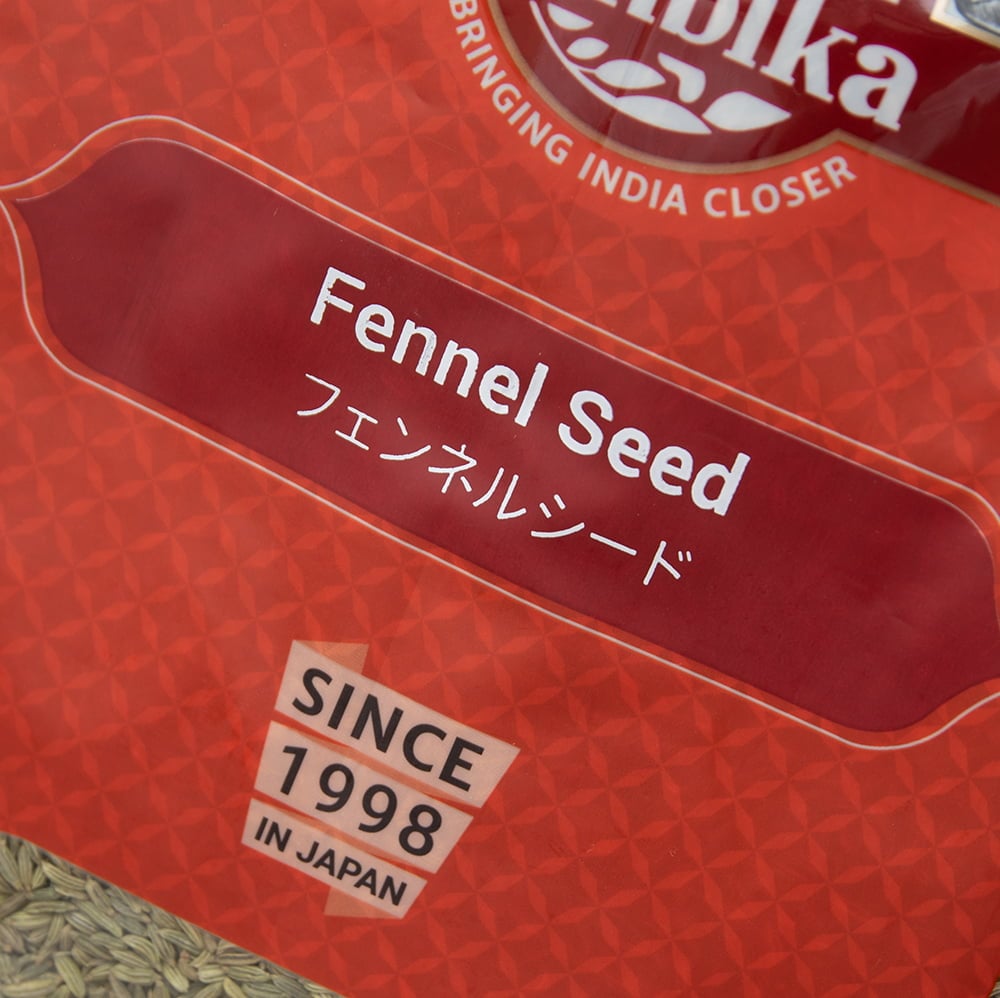 BRINGING INDIA CLOSER
Fennel Seed
フェンネルシード
SINCE
1998
IN JAPAN